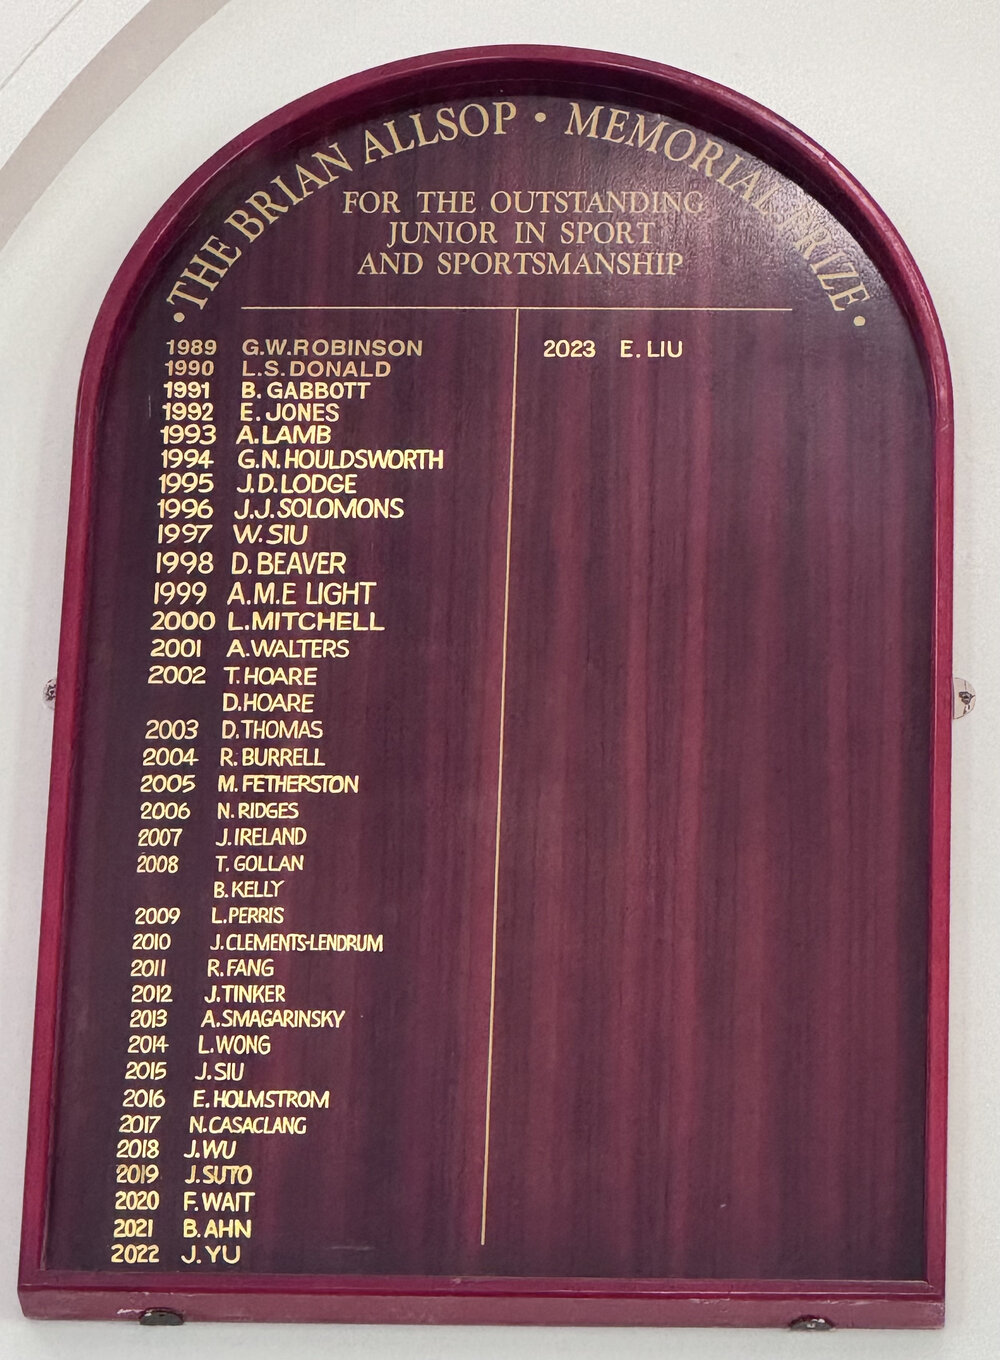 • THE BRIAN ALLSOP • MEMORIAL PRIZE •
FOR THE OUTSTANDING
JUNIOR IN SPORT
AND SPORTSMANSHIP
1989 G.W.ROBINSON
1990 L.S.DONALD
1991 B. GABBOTT
1992 E. JONES
1993 A.LAMB
1994 G.N.HOULDSWORTH
1995 J.D.LODGE
1996 J.J.SOLOMONS
1997 W.SIU
1998 D.BEAVER
1999 A.M.E LIGHT
2000 L.MITCHELL
2001 A.WALTERS
2002 T.HOARE
D.HOARE
2003 D.THOMAS
2004 R.BURRELL
2005 M.FETHERSTON
2006 N.RIDGES
2007 J.IRELAND
2008 T.GOLLAN
B.KELLY
2009 L.PERRIS
2010 J.CLEMENTS-LENDRUM
2011 R.FANG
2012 J.TINKER
2013 A.SMAGARINSKY
2014 L.WONG
2015 J.SIU
2016 E.HOLMSTROM
2017 N.CASACLANG
2018 J.WU
2019 J.SUTO
2020 F.WAIT
2021 B.AHN
2022 J.YU
2023 E.LIU